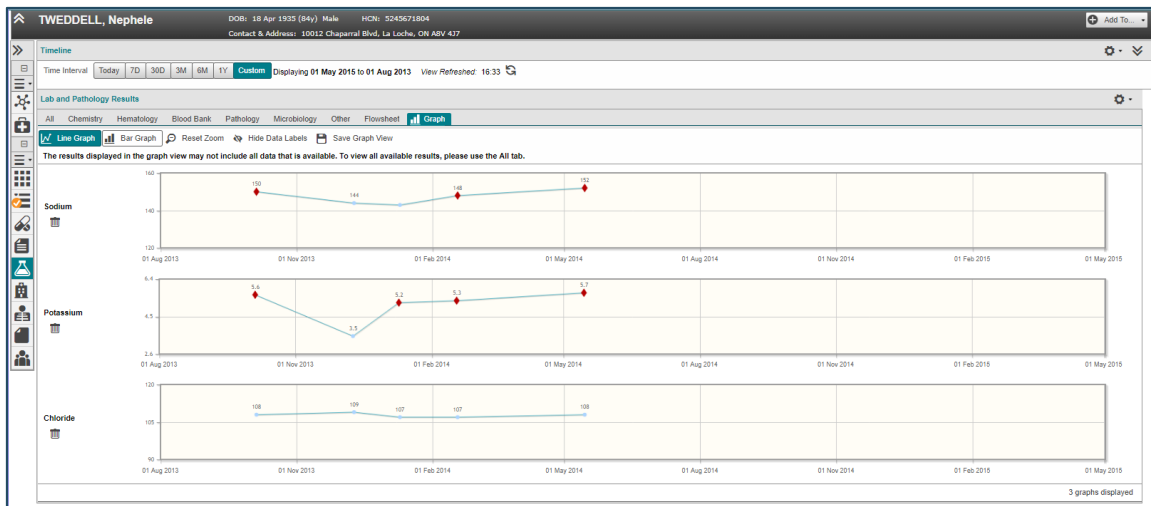 TWEDDELL, Nephele DOB: 18 Apr 1935 (84y) Male HCN: 5245671804 Add To...
Contact & Address: 10012 Chaparral Blvd, La Loche, ON A8V 4J7
Timeline
Time Interval Today 7D 30D 3M 6M 1Y Custom Displaying 01 May 2015 to 01 Aug 2013 View Refreshed: 16:33
Lab and Pathology Results
All Chemistry Hematology Blood Bank Pathology Microbiology Other Flowsheet Graph
Line Graph Bar Graph Reset Zoom Hide Data Labels Save Graph View
The results displayed in the graph view may not include all data that is available. To view all available results, please use the All tab.
Sodium
160
140
120
150 144 148 152
01 Aug 2013 01 Nov 2013 01 Feb 2014 01 May 2014 01 Aug 2014 01 Nov 2014 01 Feb 2015 01 May 2015
Potassium
6.4
4.5
2.6
5.6 3.5 5.2 5.3 5.7
01 Aug 2013 01 Nov 2013 01 Feb 2014 01 May 2014 01 Aug 2014 01 Nov 2014 01 Feb 2015 01 May 2015
Chloride
120
105
90
108 109 107 107 108
01 Aug 2013 01 Nov 2013 01 Feb 2014 01 May 2014 01 Aug 2014 01 Nov 2014 01 Feb 2015 01 May 2015
3 graphs displayed